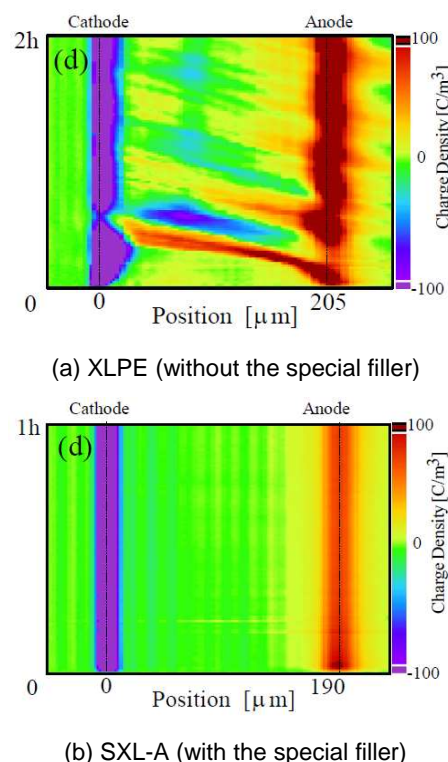 Cathode Anode
2h
(d)
100
0
-100
Charge Density [C/m³]
0
0 205
Position [μm]
(a) XLPE (without the special filler)
Cathode Anode
1h
(d)
100
0
-100
Charge Density [C/m³]
0
0 190
Position [μm]
(b) SXL-A (with the special filler)